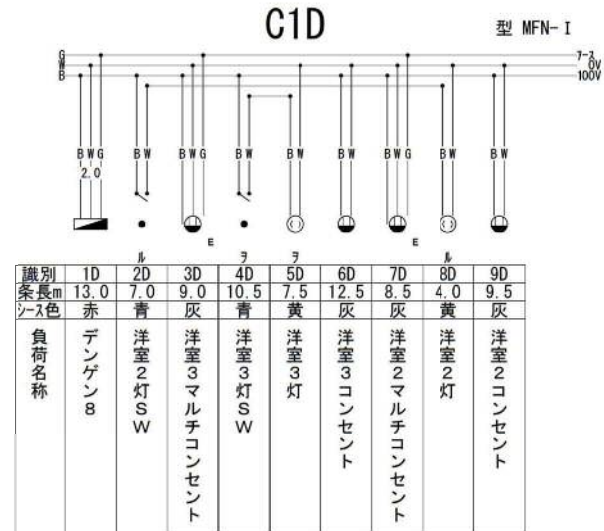 C1D
型 MFN-I
G
W
B
アース
0V
100V
B W G
B W
B W G
B W
B W
B W
B W G
B W
B W
2.0
E
E
ル
ヲ
ヲ
ル
識別 1D 2D 3D 4D 5D 6D 7D 8D 9D
条長m 13.0 7.0 9.0 10.5 7.5 12.5 8.5 4.0 9.5
シース色 赤 青 灰 青 黄 灰 灰 黄 灰
負荷名称
デンゲン8
洋室2灯SW
洋室3マルチコンセント
洋室3灯SW
洋室3灯
洋室3コンセント
洋室2マルチコンセント
洋室2灯
洋室2コンセント